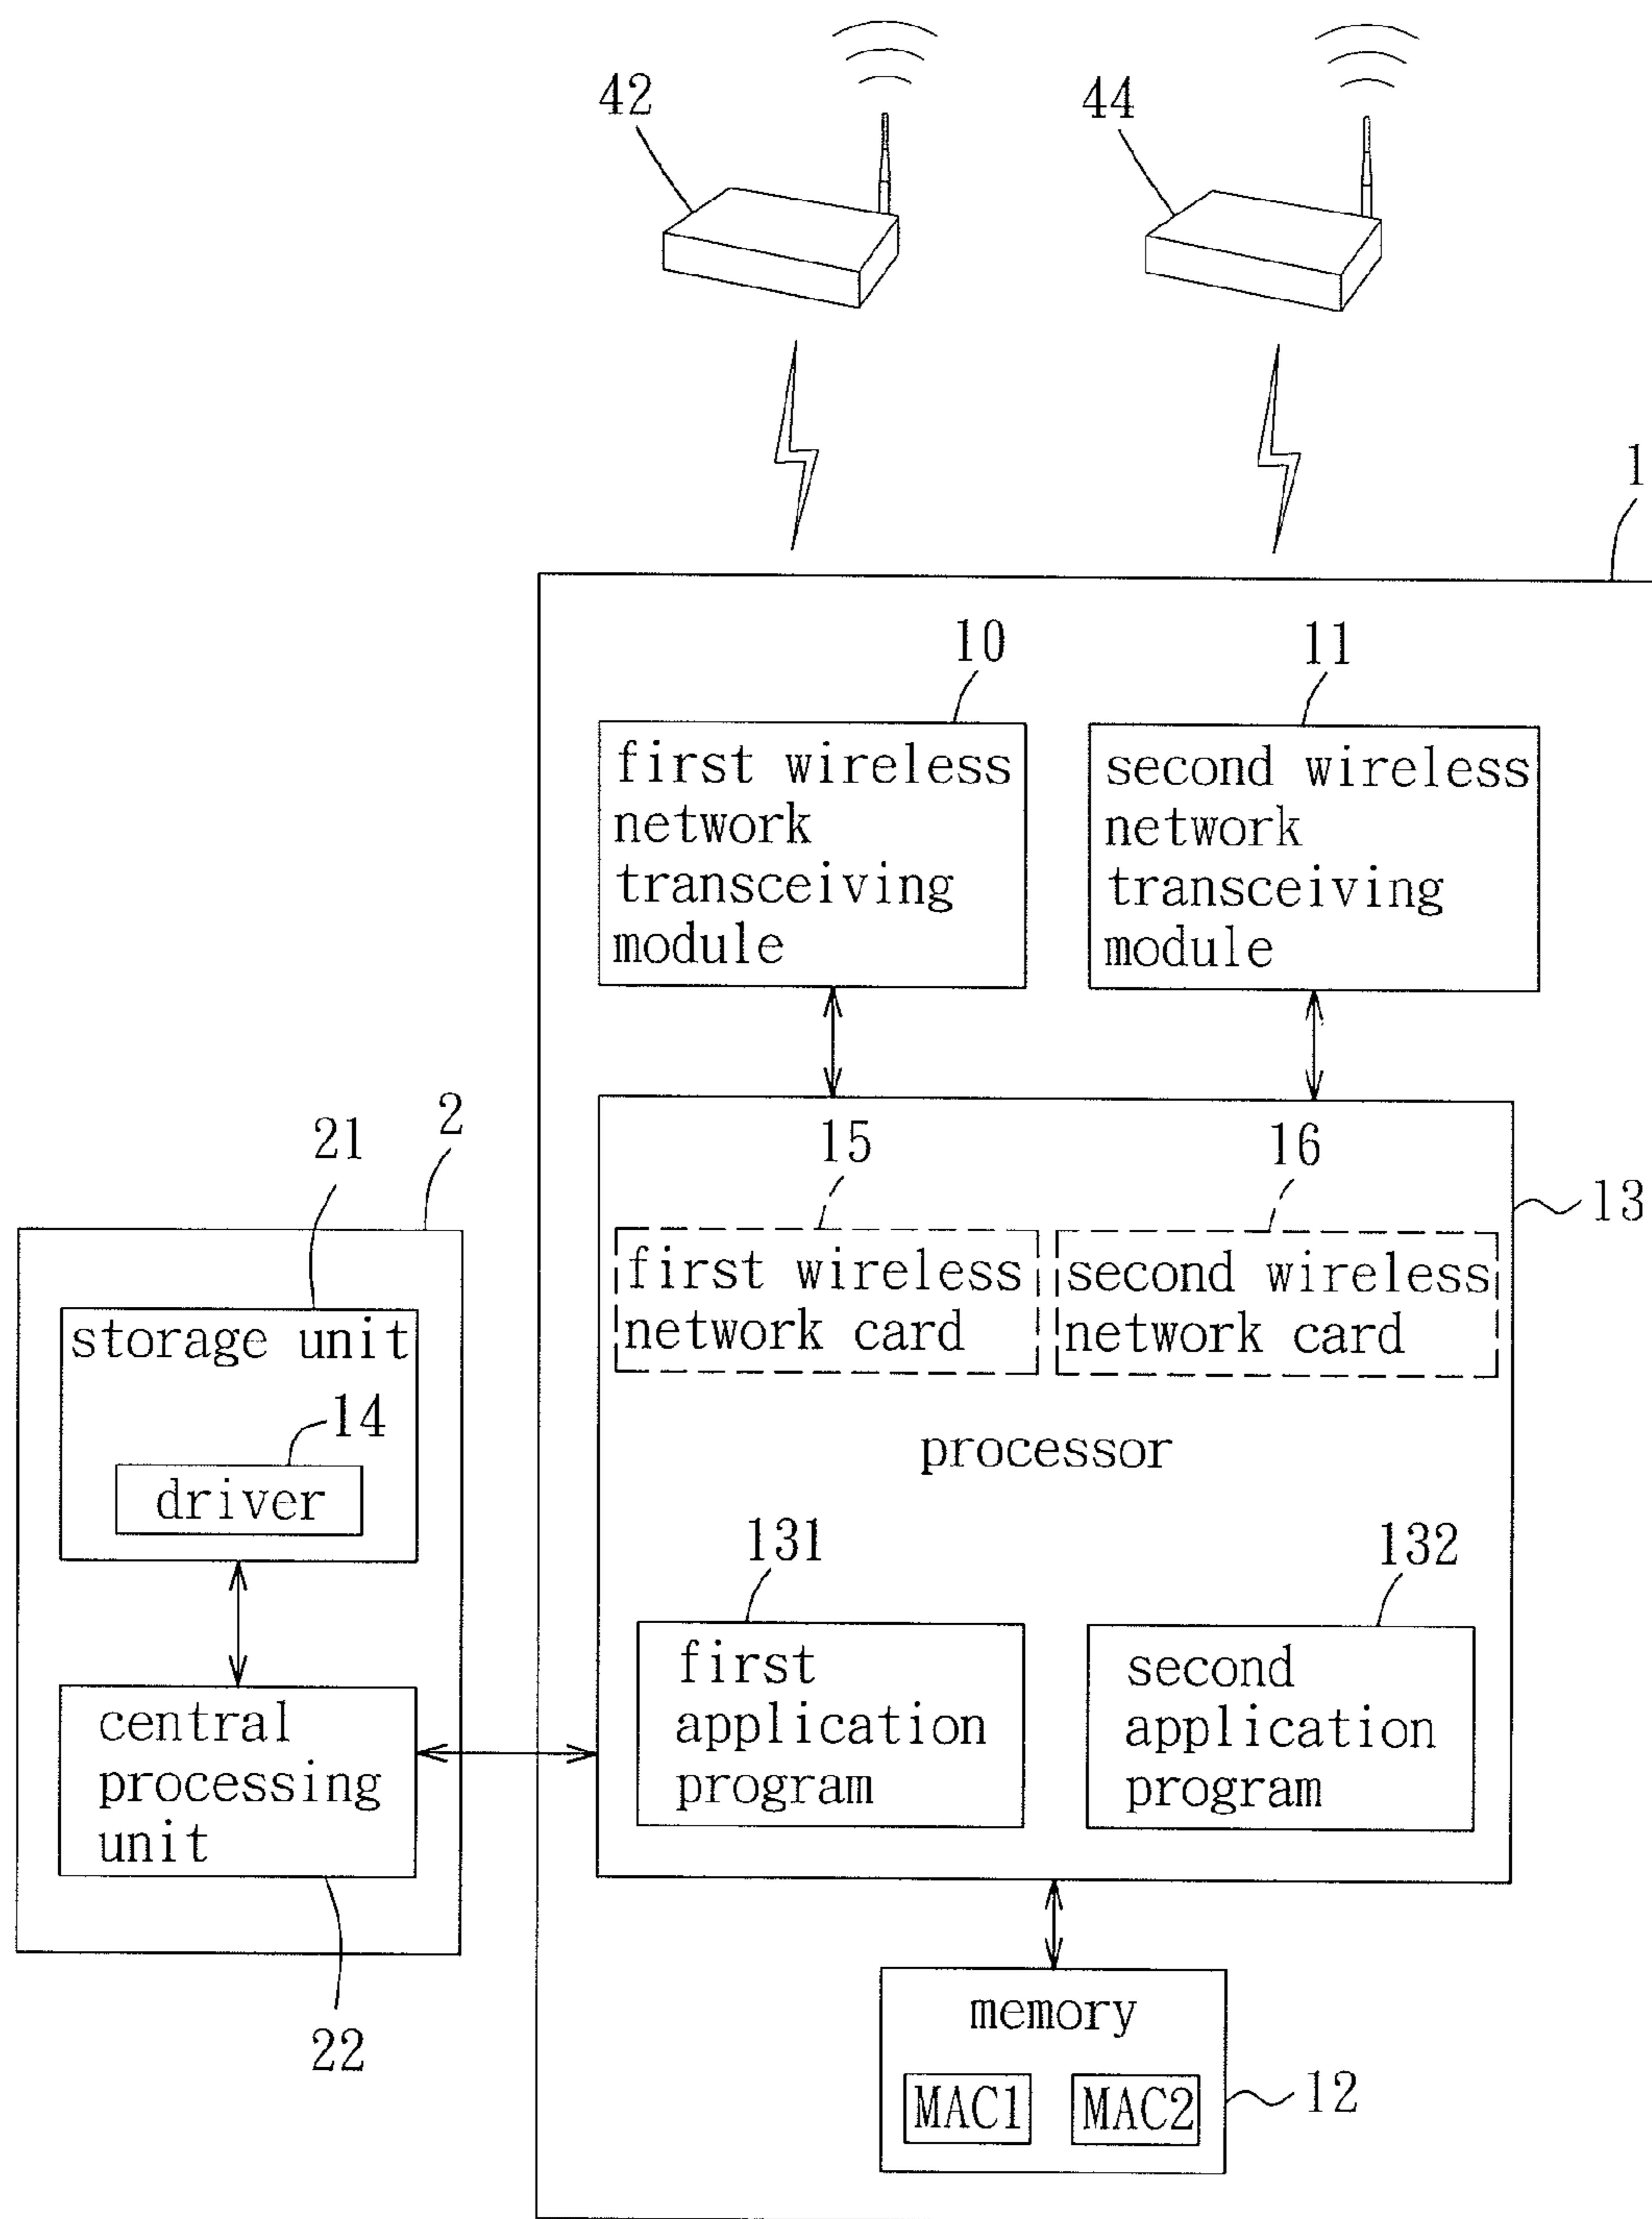 42
44
1
10
11
first wireless
network
transceiving
module
second wireless
network
transceiving
module
2
21
15
16
13
first wireless
network card
second wireless
network card
storage unit
14
driver
processor
131
132
first
application
program
second
application
program
central
processing
unit
22
memory
MAC1
MAC2
12